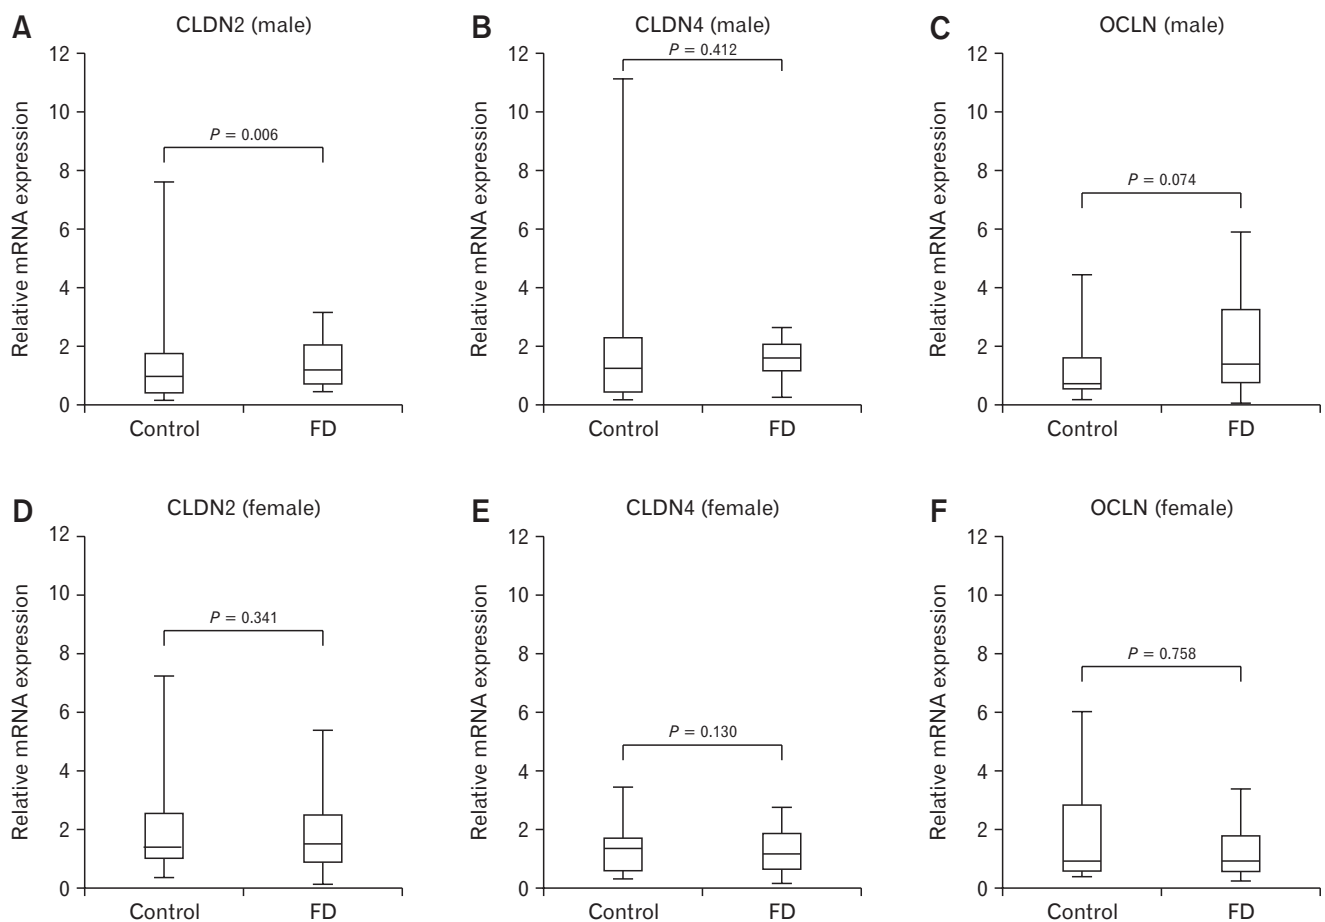 A
CLDN2 (male)
Relative mRNA expression
12
10
8
6
4
2
0
P = 0.006
Control
FD
B
CLDN4 (male)
Relative mRNA expression
12
10
8
6
4
2
0
P = 0.412
Control
FD
C
OCLN (male)
Relative mRNA expression
12
10
8
6
4
2
0
P = 0.074
Control
FD
D
CLDN2 (female)
Relative mRNA expression
12
10
8
6
4
2
0
P = 0.341
Control
FD
E
CLDN4 (female)
Relative mRNA expression
12
10
8
6
4
2
0
P = 0.130
Control
FD
F
OCLN (female)
Relative mRNA expression
12
10
8
6
4
2
0
P = 0.758
Control
FD